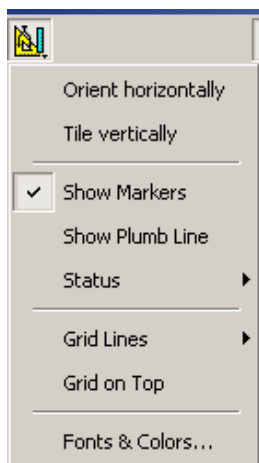 Orient horizontally
Tile vertically
Show Markers
Show Plumb Line
Status
Grid Lines
Grid on Top
Fonts & Colors...